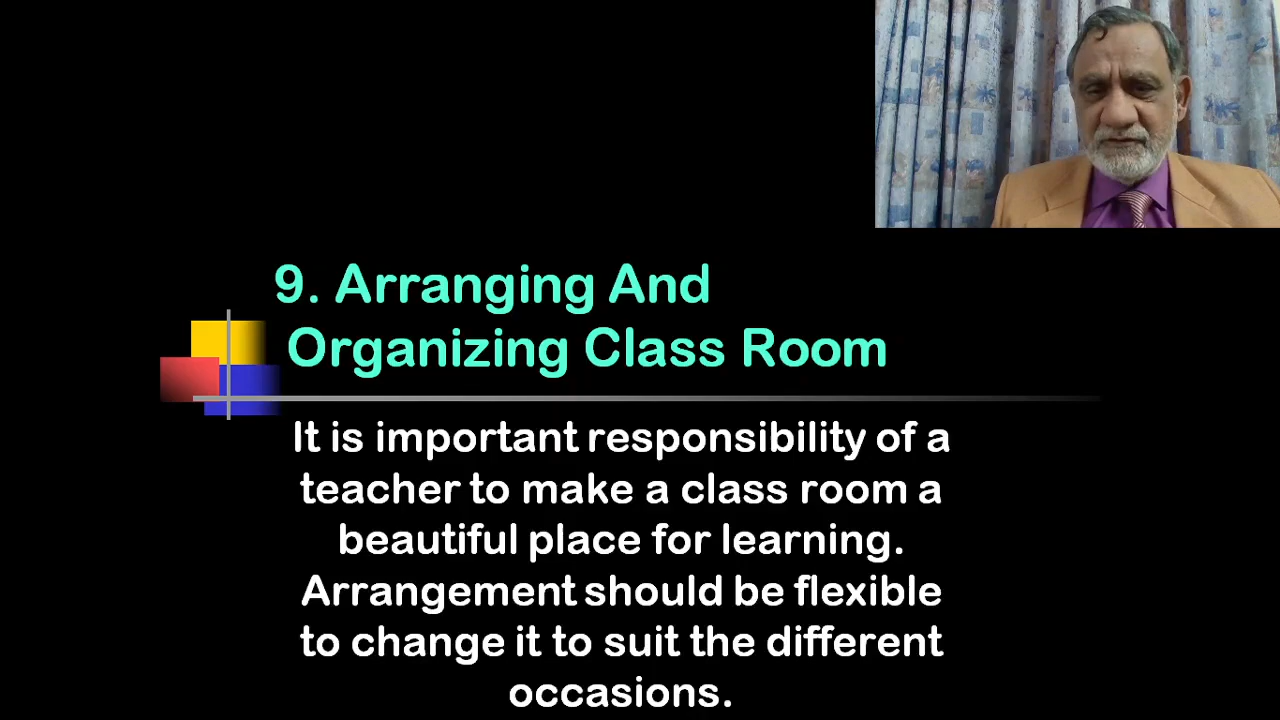 9. Arranging And
Organizing Class Room
It is important responsibility of a
teacher to make a class room a
beautiful place for learning.
Arrangement should be flexible
to change it to suit the different
occasions.